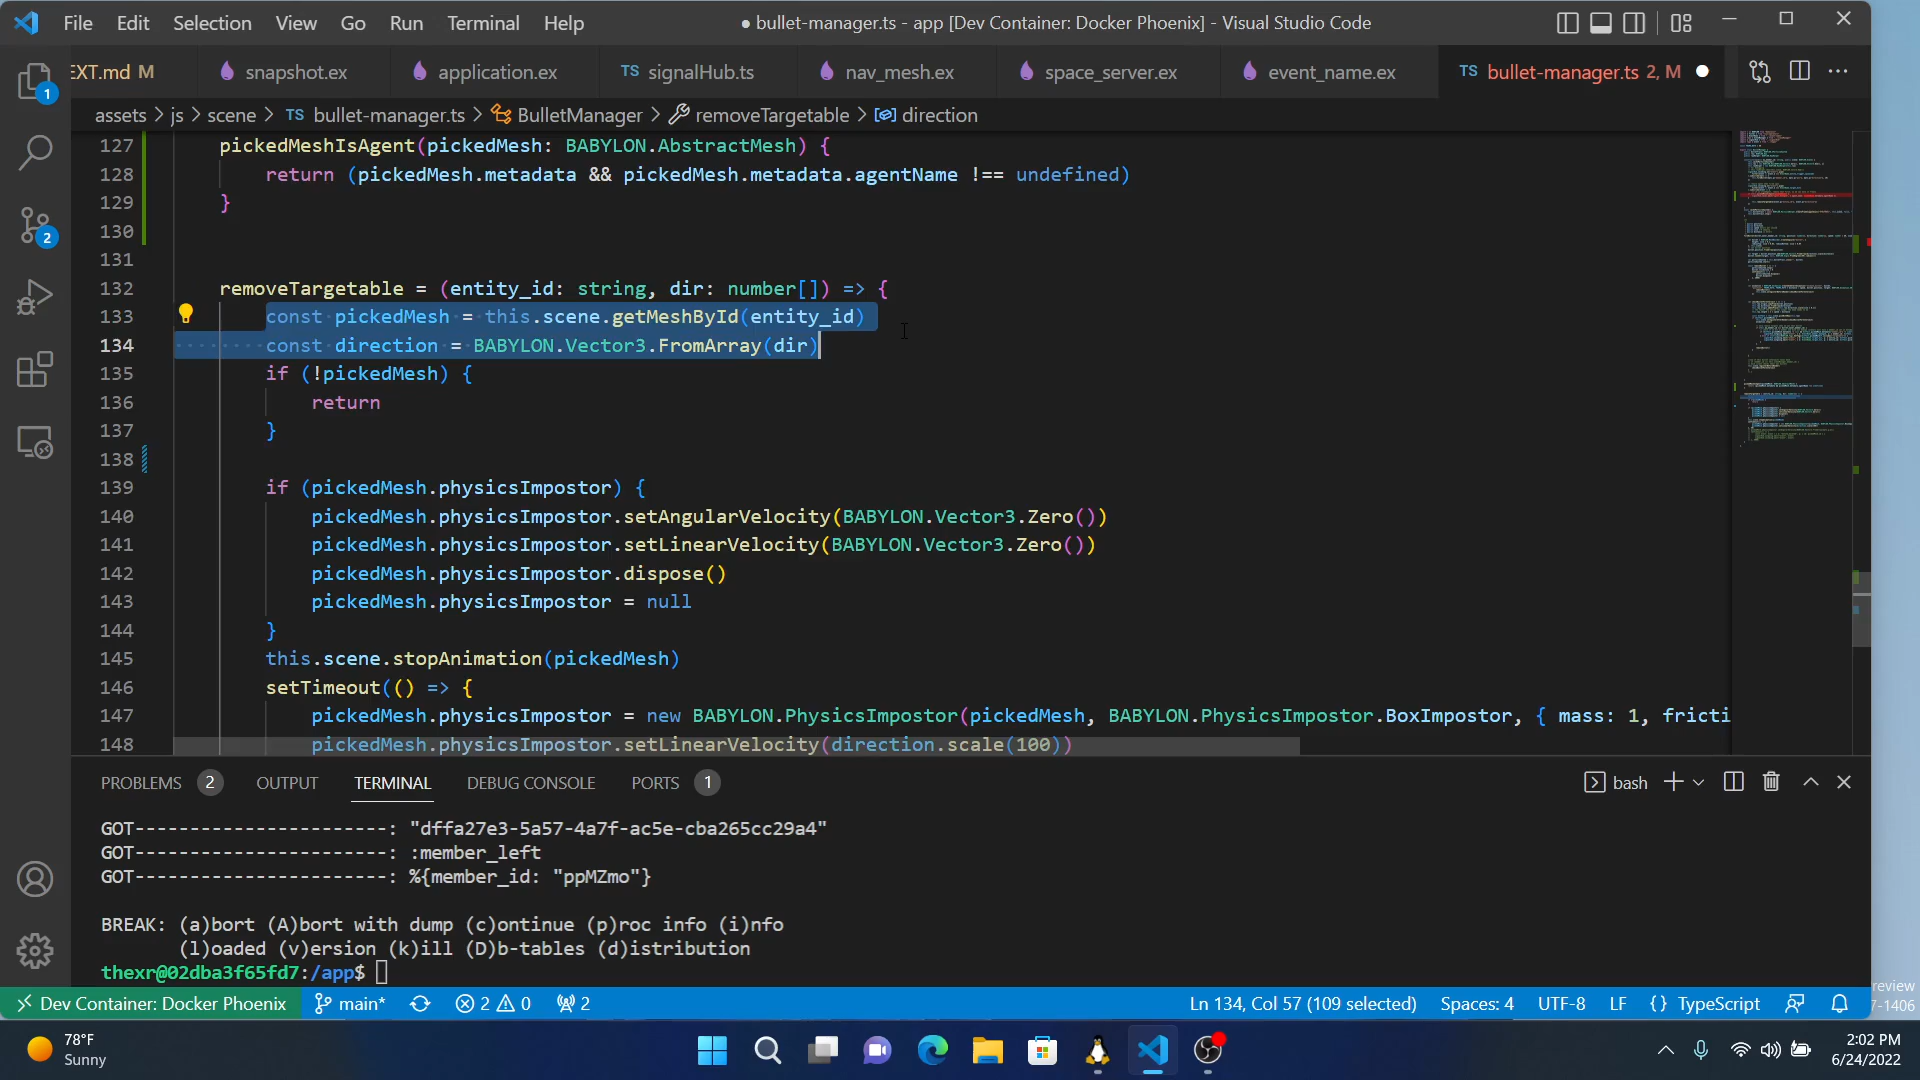 File Edit Selection View Go Run Terminal Help
● bullet-manager.ts - app [Dev Container: Docker Phoenix] - Visual Studio Code
EXT.md M snapshot.ex application.ex TS signalHub.ts nav_mesh.ex space_server.ex event_name.ex TS bullet-manager.ts 2, M
assets > js > scene > TS bullet-manager.ts > BulletManager > removeTargetable > direction
127 pickedMeshIsAgent(pickedMesh: BABYLON.AbstractMesh) {
128 return (pickedMesh.metadata && pickedMesh.metadata.agentName !== undefined)
129 }
130
131
132 removeTargetable = (entity_id: string, dir: number[]) => {
133 const pickedMesh = this.scene.getMeshById(entity_id)
134 const direction = BABYLON.Vector3.FromArray(dir)
135 if (!pickedMesh) {
136 return
137 }
138
139 if (pickedMesh.physicsImpostor) {
140 pickedMesh.physicsImpostor.setAngularVelocity(BABYLON.Vector3.Zero())
141 pickedMesh.physicsImpostor.setLinearVelocity(BABYLON.Vector3.Zero())
142 pickedMesh.physicsImpostor.dispose()
143 pickedMesh.physicsImpostor = null
144 }
145 this.scene.stopAnimation(pickedMesh)
146 setTimeout(() => {
147 pickedMesh.physicsImpostor = new BABYLON.PhysicsImpostor(pickedMesh, BABYLON.PhysicsImpostor.BoxImpostor, { mass: 1, fricti
148 pickedMesh.physicsImpostor.setLinearVelocity(direction.scale(100))
PROBLEMS 2 OUTPUT TERMINAL DEBUG CONSOLE PORTS 1 bash
GOT-----------------------: "dffa27e3-5a57-4a7f-ac5e-cba265cc29a4"
GOT-----------------------: :member_left
GOT-----------------------: %{member_id: "ppMZmo"}
BREAK: (a)bort (A)bort with dump (c)ontinue (p)roc info (i)nfo
(l)oaded (v)ersion (k)ill (D)b-tables (d)istribution
thexr@02dba3f65fd7:/app$
Dev Container: Docker Phoenix main* 2 0 2 Ln 134, Col 57 (109 selected) Spaces: 4 UTF-8 LF {} TypeScript
review
7-1406
1
2
78°F
Sunny
2:02 PM
6/24/2022